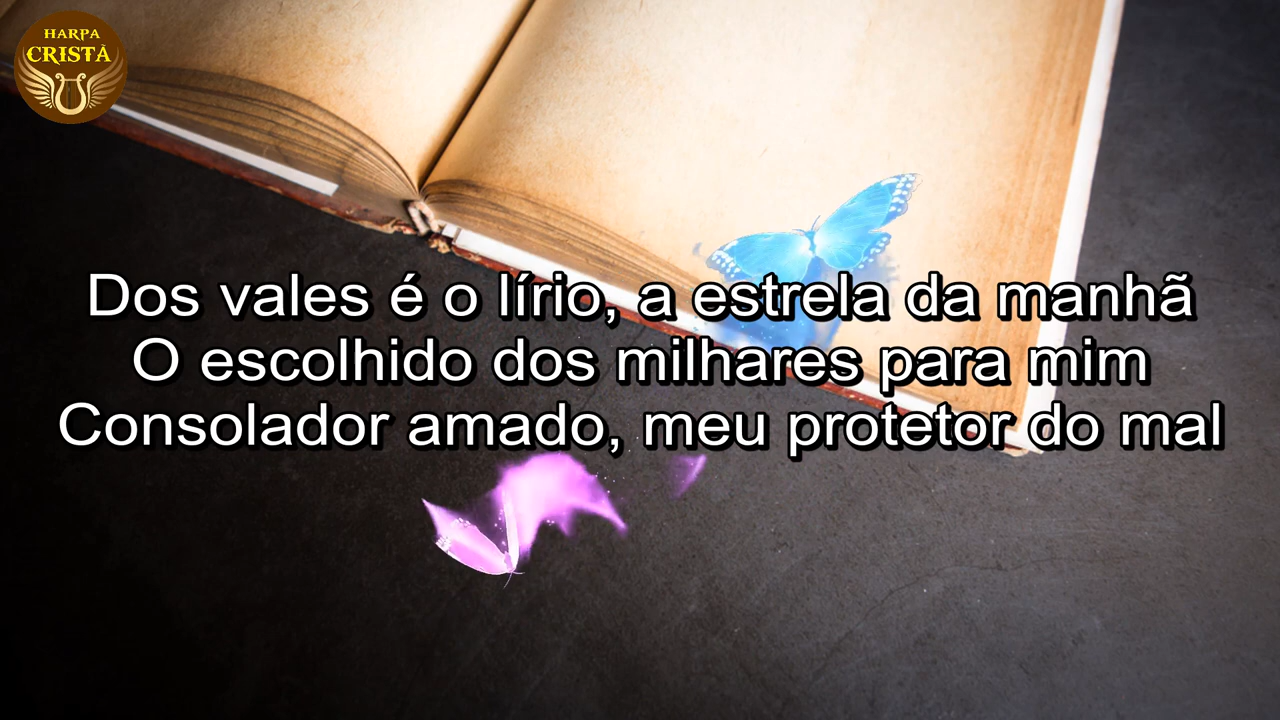 HARPA
CRISTÃ
Dos vales é o lírio, a estrela da manhã
O escolhido dos milhares para mim
Consolador amado, meu protetor do mal